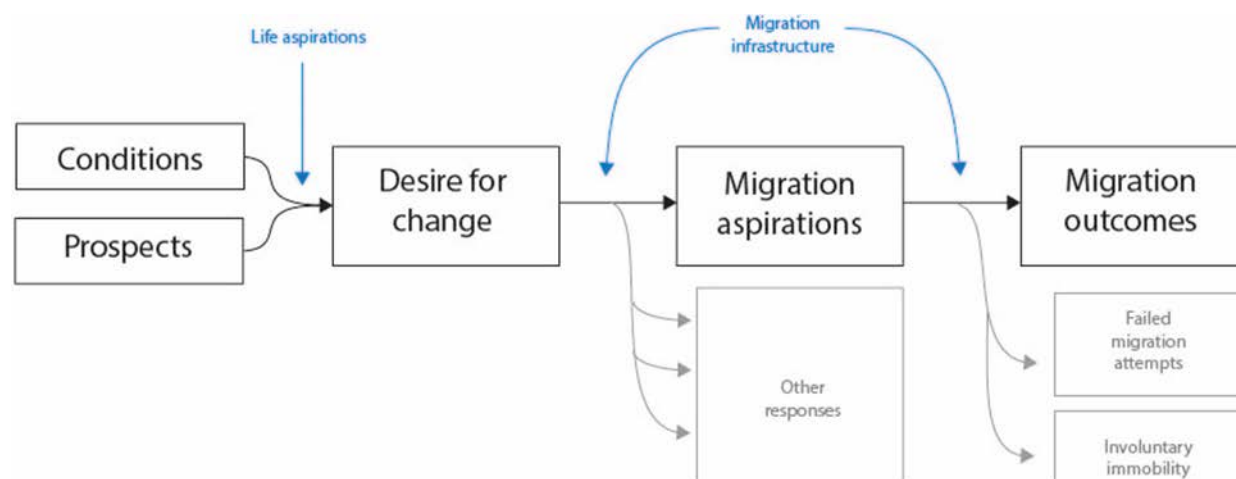 Life aspirations
Migration
infrastructure
Conditions
Prospects
Desire for
change
Migration
aspirations
Migration
outcomes
Other
responses
Failed
migration
attempts
Involuntary
immobility